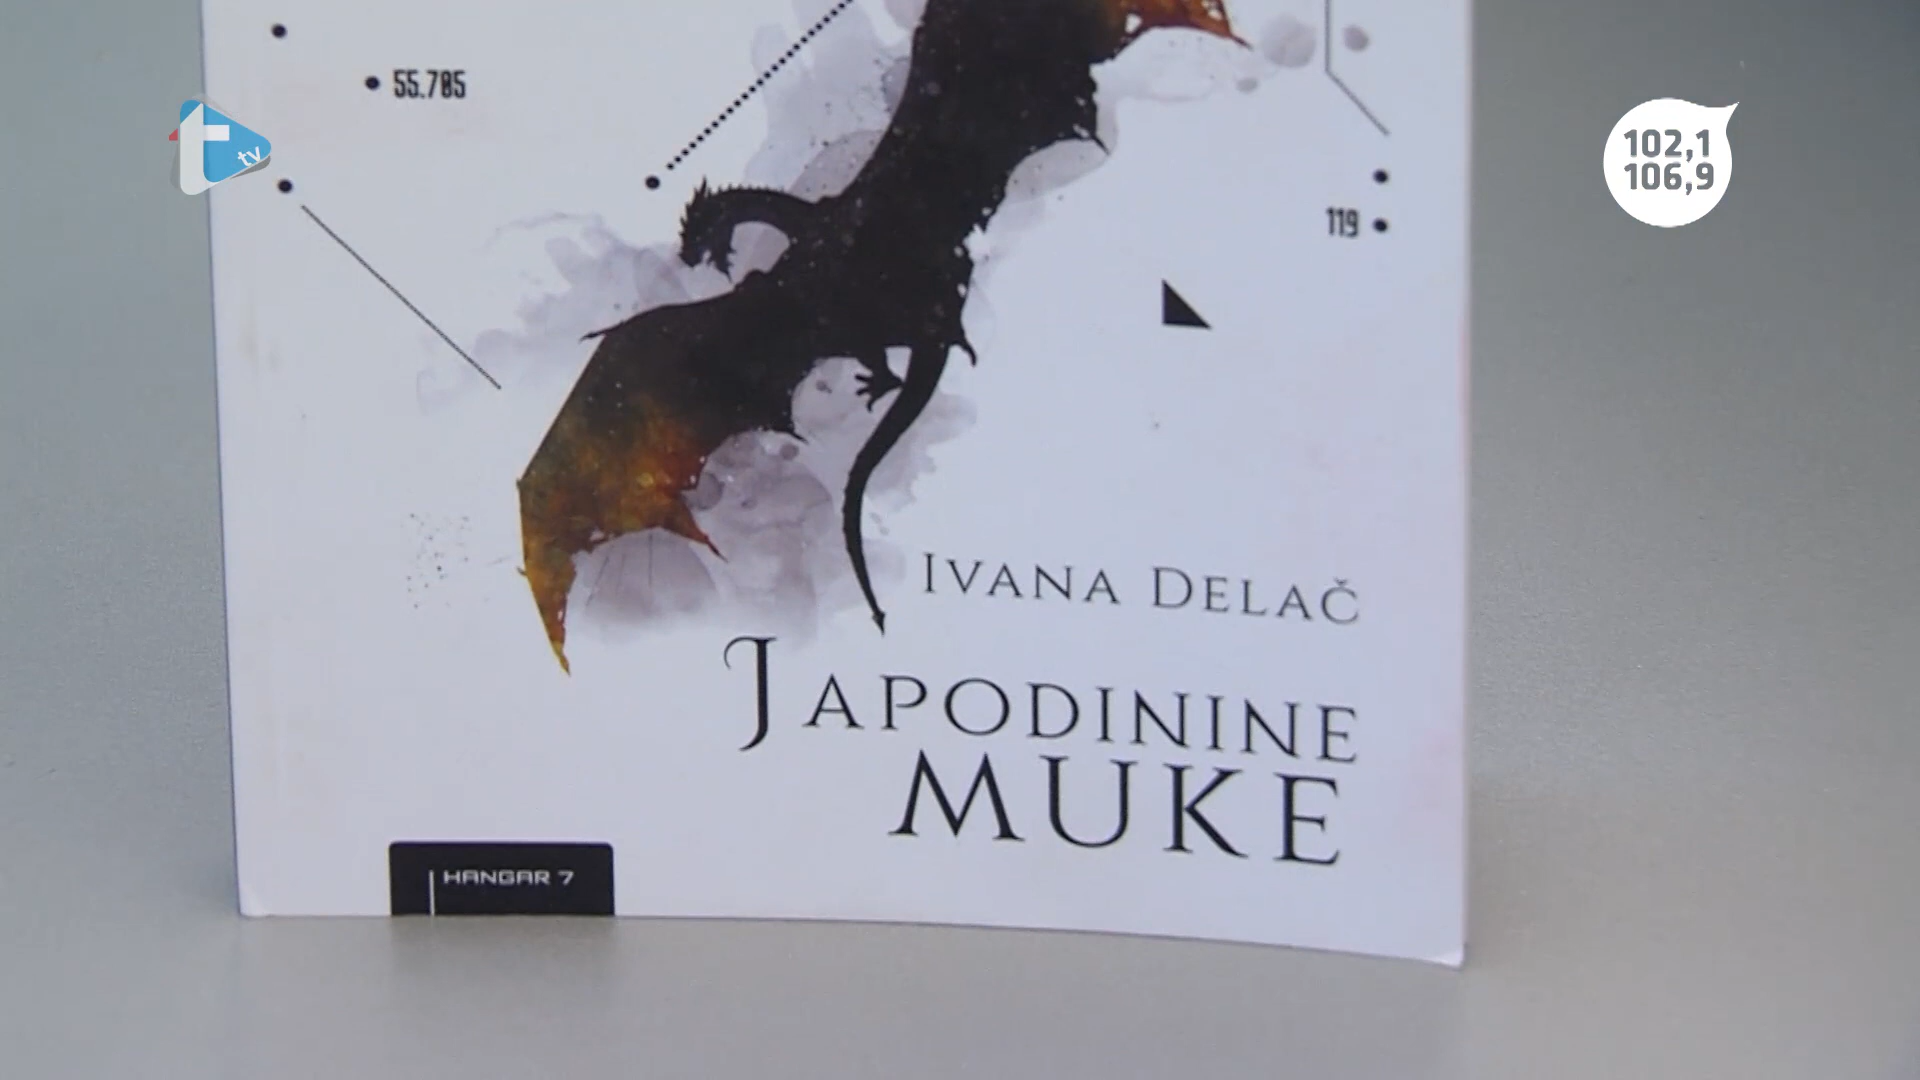 55.785
t tv
102,1
106,9
119
IVANA DELAČ
JAPODININE
MUKE
HANGAR 7